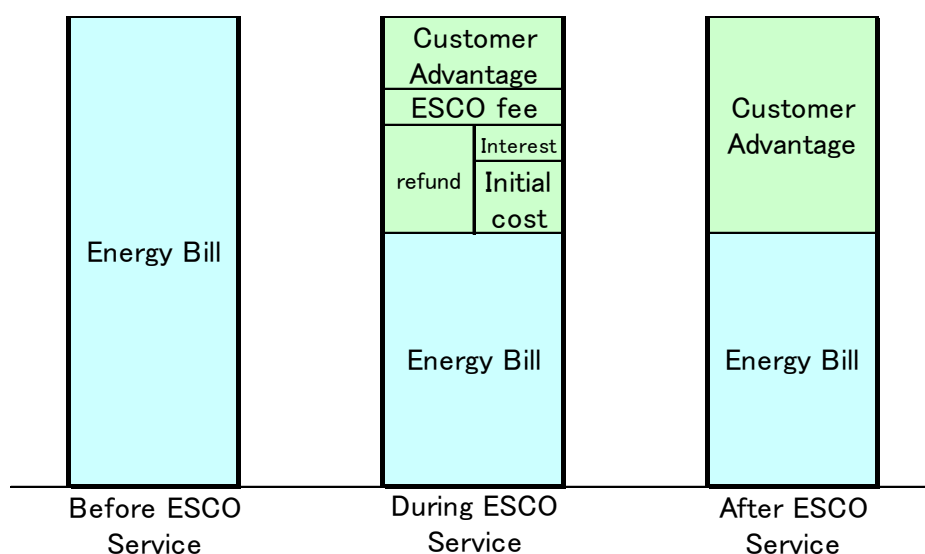 Energy Bill
Before ESCO
Service
Customer
Advantage
ESCO fee
refund
Interest
Initial
cost
Energy Bill
During ESCO
Service
Customer
Advantage
Energy Bill
After ESCO
Service